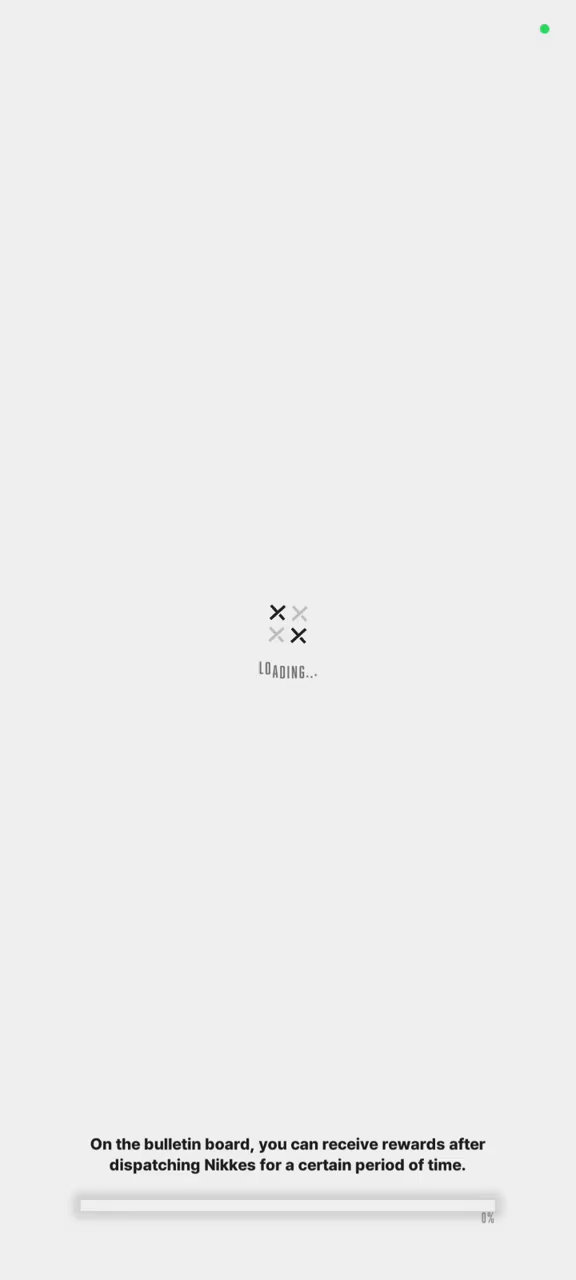 LOADING...
On the bulletin board, you can receive rewards after
dispatching Nikkes for a certain period of time.
0%